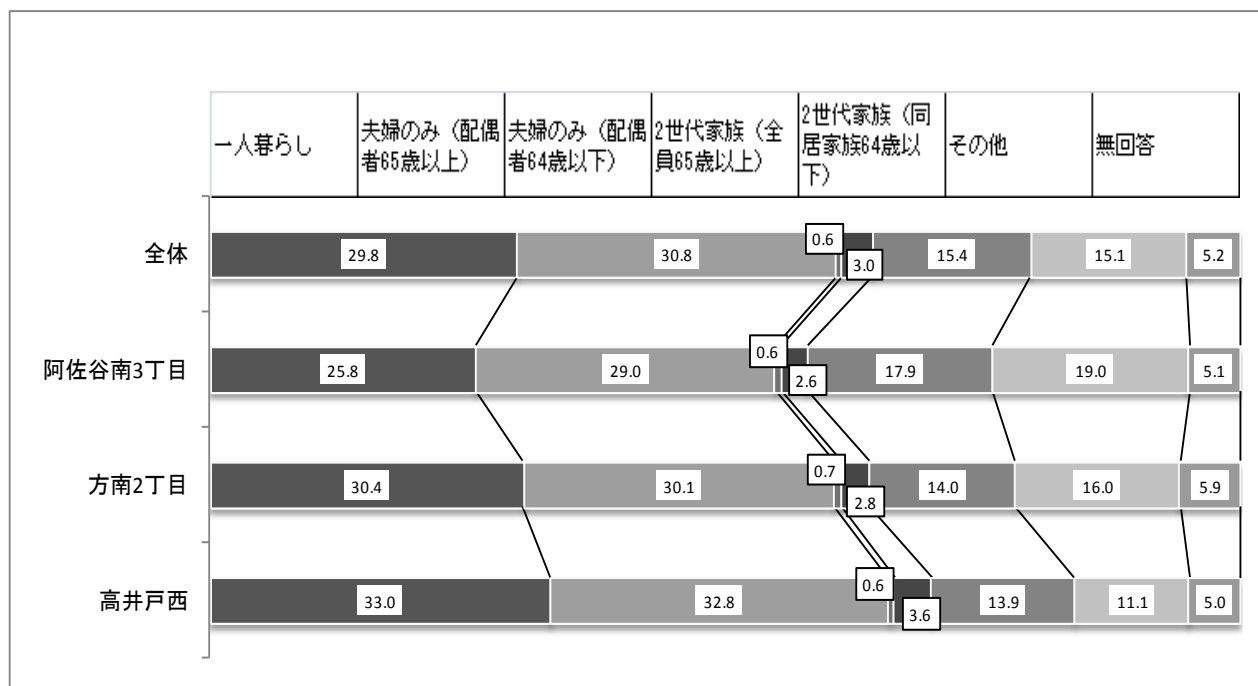 一人暮らし
夫婦のみ（配偶
者65歳以上）
夫婦のみ（配偶
者64歳以下）
2世代家族（全
員65歳以上）
2世代家族（同
居家族64歳以
下）
その他
無回答
全体
29.8
30.8
0.6
3.0
15.4
15.1
5.2
阿佐谷南3丁目
25.8
29.0
0.6
2.6
17.9
19.0
5.1
方南2丁目
30.4
30.1
0.7
2.8
14.0
16.0
5.9
高井戸西
33.0
32.8
0.6
3.6
13.9
11.1
5.0